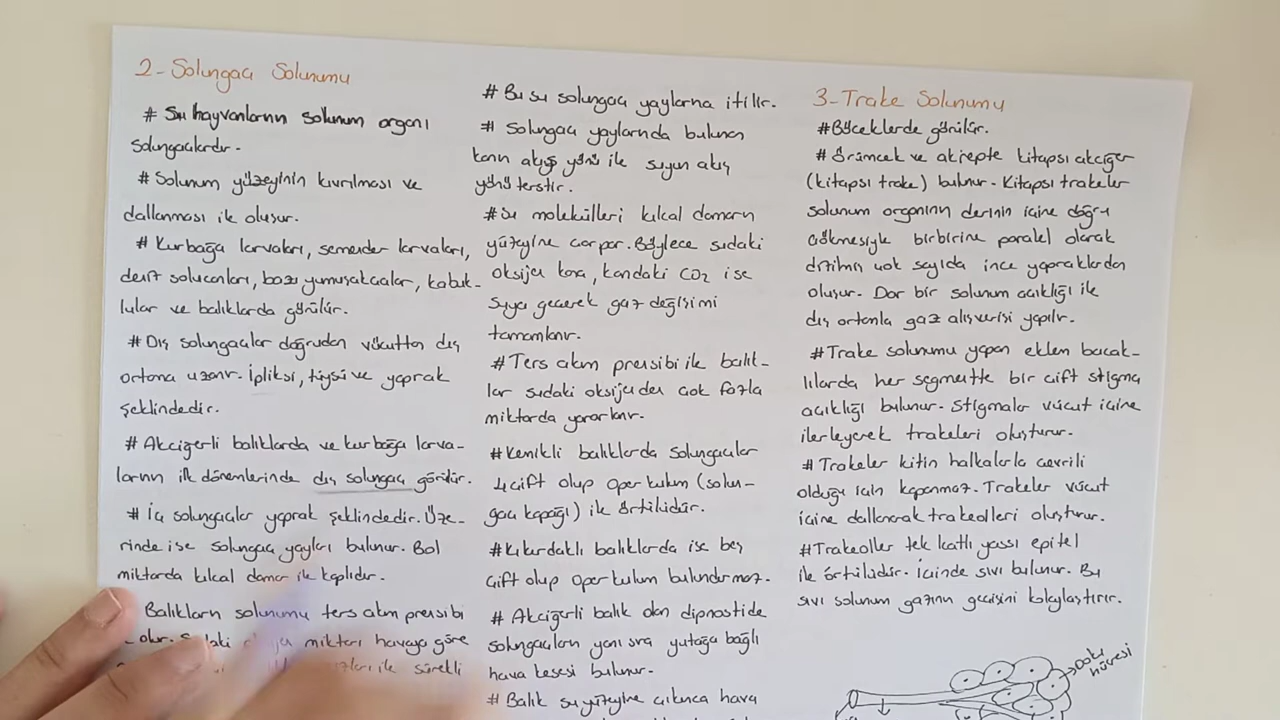 2- Solungaç Solunumu
# Su hayvanlarının solunum organı
solungaçlardır.
# Solunum yüzeyinin kıvrılması ve
dallanması ile oluşur.
# Kurbağa larvaları, semender larvaları,
deniz solucanları, bazı yumuşakçalar, kabuk-
lular ve balıklarda görülür.
# Dış solungaçlar doğrudan vücuttan dış
ortama uzanır. İpliksi, tüysü ve yaprak
şeklindedir.
# Akciğerli balıklarda ve kurbağa larva-
larının ilk dönemlerinde dış solungaç görülür.
# İç solungaçlar yaprak şeklindedir. Üze-
rinde ise solungaç yayları bulunur. Bol
miktarda kılcal damar ile kaplıdır.
Balıkların solunumu ters akım prensibi
miktarı havaya göre
ile sürekli
# Bu su solungaç yaylarına itilir.
# Solungaç yaylarında bulunan
kanın akış yönü ile suyun akış
yönü terstir.
# Su molekülleri kılcal damarın
yüzeyine çarpar. Böylece sudaki
oksijen kana, kandaki CO2 ise
suya geçerek gaz değişimi
tamamlanır.
# Ters akım prensibi ile balık-
lar sudaki oksijenden çok fazla
miktarda yararlanır.
# Kemikli balıklarda solungaçlar
4 çift olup operkulum (solun-
gaç kapağı) ile örtülüdür.
# Kıkırdaklı balıklarda ise beş
çift olup operkulum bulundurmaz.
# Akciğerli balık olan dipnostide
solungaçların yanı sıra yutağa bağlı
hava kesesi bulunur.
# Balık su yüzeyine çıkınca hava
3- Trake Solunumu
# Böceklerde görülür.
# Örümcek ve akrepte kitapsı akciğer
(kitapsı trake) bulunur. Kitapsı trakeler
solunum organının derinin içine doğru
çökmesiyle birbirine paralel olarak
dizilmiş çok sayıda ince yapraklardan
oluşur. Dar bir solunum açıklığı ile
dış ortamla gaz alışverişi yapılır.
# Trake solunumu yapan eklem bacak-
lılarda her segmentte bir çift stigma
açıklığı bulunur. Stigmalar vücut içine
ilerleyerek trakeleri oluşturur.
# Trakeler kitin halkalarla çevrili
olduğu için kapanmaz. Trakeler vücut
içine dallanarak trakeolleri oluşturur.
# Trakeoller tek katlı yassı epitel
ile örtülüdür. İçinde sıvı bulunur. Bu
sıvı solunum gazının geçişini kolaylaştırır.
Doku
hücresi